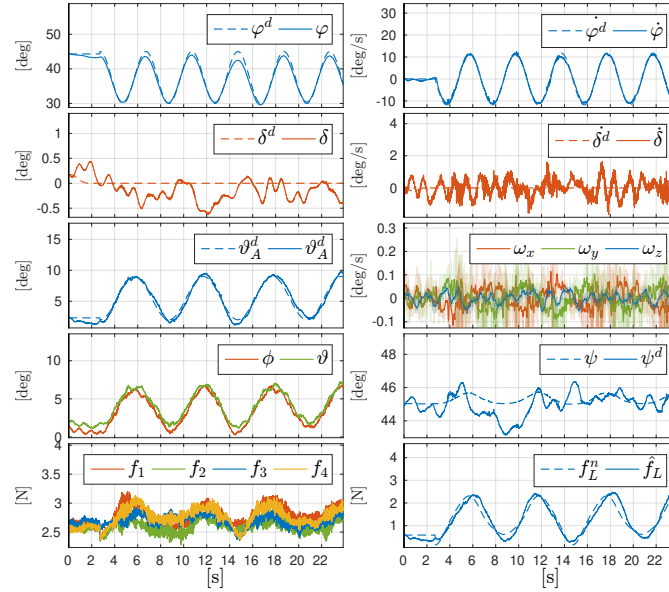 [deg] 45 40 35 30 φ^d φ
[deg/s] 10 0 -10 φ̇^d φ̇
[deg] 1 0.5 0 -0.5 δ^d δ
[deg/s] 4 2 0 -2 δ̇^d δ̇
[deg] 15 10 5 ϑ_A^d ϑ_A^d
[deg/s] 0.3 0.2 0.1 0 -0.1 ω_x ω_y ω_z
[deg] 10 5 0 ϕ ϑ
[deg] 48 46 44 ψ ψ^d
[N] 4 3.5 3 2.5 f_1 f_2 f_3 f_4
[N] 4 3 2 1 f_L^n f̂_L
0 2 4 6 8 10 12 14 16 18 20 22
0 2 4 6 8 10 12 14 16 18 20 22
[s]
[s]